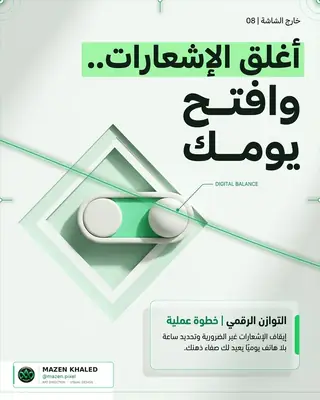 خارج الشاشة | 08
أغلق الإشعارات..
وافتح
يومك
DIGITAL BALANCE
التوازن الرقمي | خطوة عملية
إيقاف الإشعارات غير الضرورية وتحديد ساعة
بلا هاتف يوميًا يعيد لك صفاء ذهنك.
MAZEN KHALED
@mazen.pixel